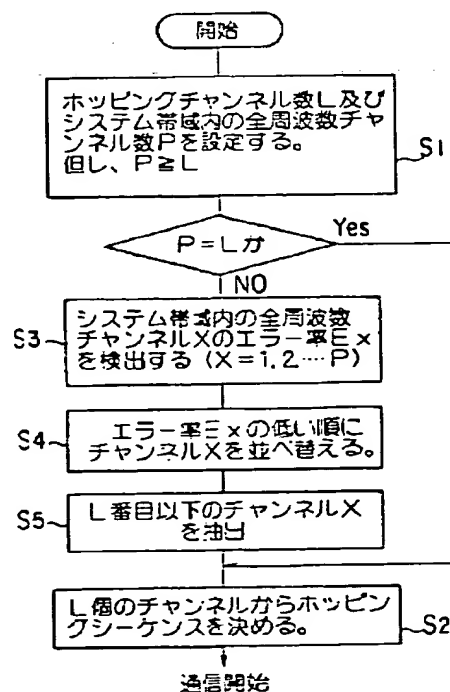 開始
ホッピングチャンネル数L及び
システム帯域内の全周波数チャ
ンネル数Pを設定する。
但し、P≧L
S1
P=Lか
Yes
NO
S3
システム帯域内の全周波数
チャンネルXのエラー率Ex
を検出する(X=1,2····P)
S4
エラー率Exの低い順に
チャンネルXを並べ替える。
S5
L番目以下のチャンネルX
を抽出
L個のチャンネルからホッピン
グシーケンスを決める。
S2
通信開始